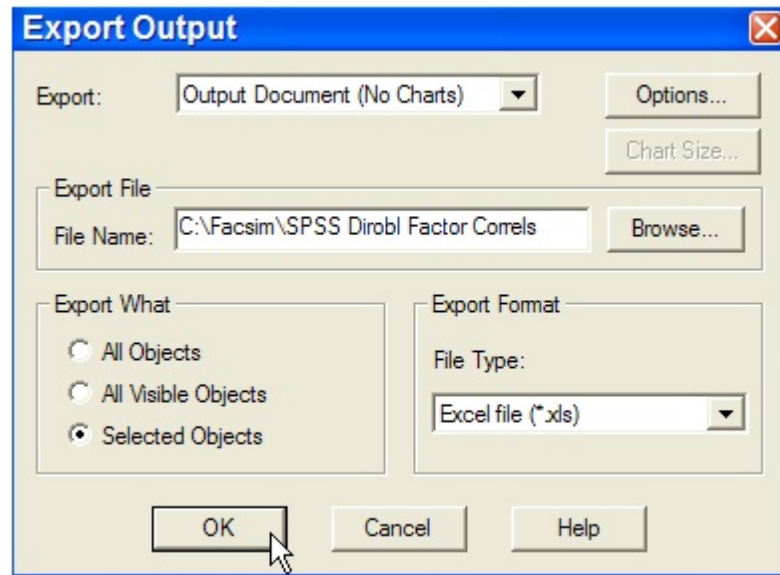 Export Output
Export: Output Document (No Charts) Options...
Chart Size...
Export File
File Name: C:\Facsim\SPSS Dirobl Factor Correls Browse...
Export What
All Objects
All Visible Objects
Selected Objects
Export Format
File Type:
Excel file (*.xls)
OK Cancel Help